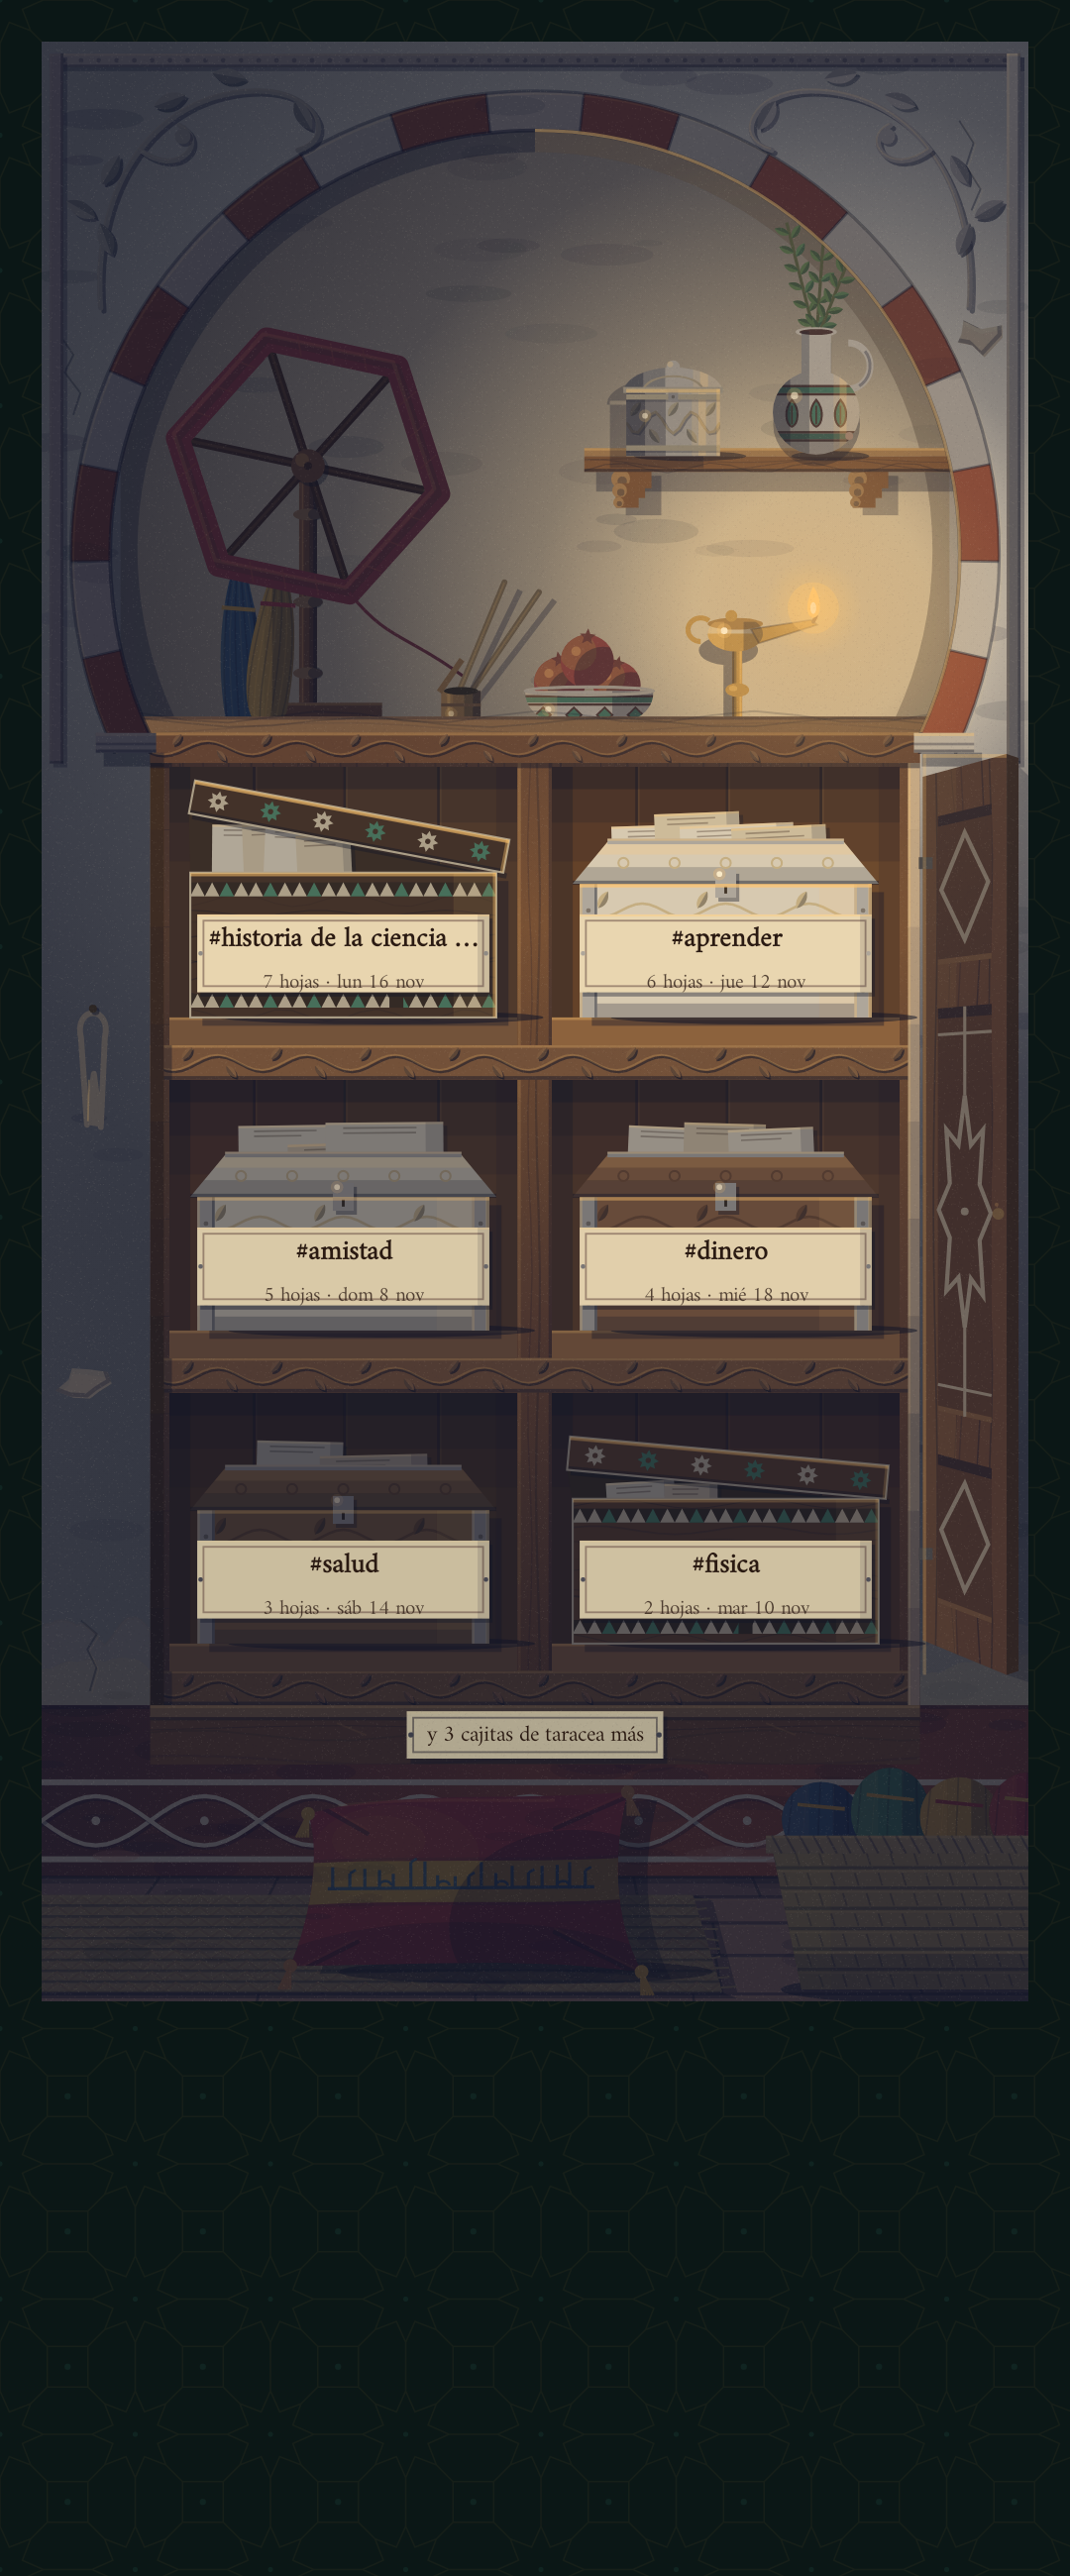 #historia de la ciencia …
7 hojas · lun 16 nov
#aprender
6 hojas · jue 12 nov
#amistad
5 hojas · dom 8 nov
#dinero
4 hojas · mié 18 nov
#salud
3 hojas · sáb 14 nov
#fisica
2 hojas · mar 10 nov
y 3 cajitas de taracea más